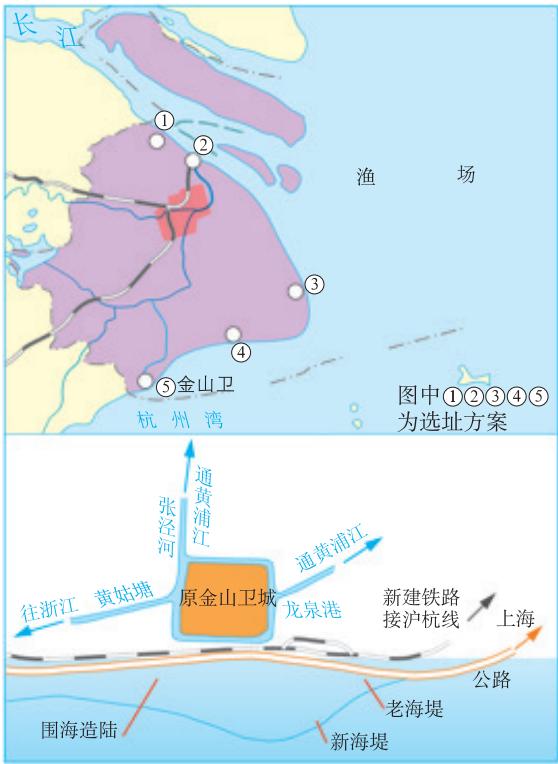 长江
①
②
渔场
③
④
⑤金山卫
杭州湾
图中①②③④⑤
为选址方案
通黄浦江
张泾河
通黄浦江
往浙江 黄姑塘
原金山卫城
龙泉港
新建铁路
接沪杭线
上海
公路
围海造陆
老海堤
新海堤